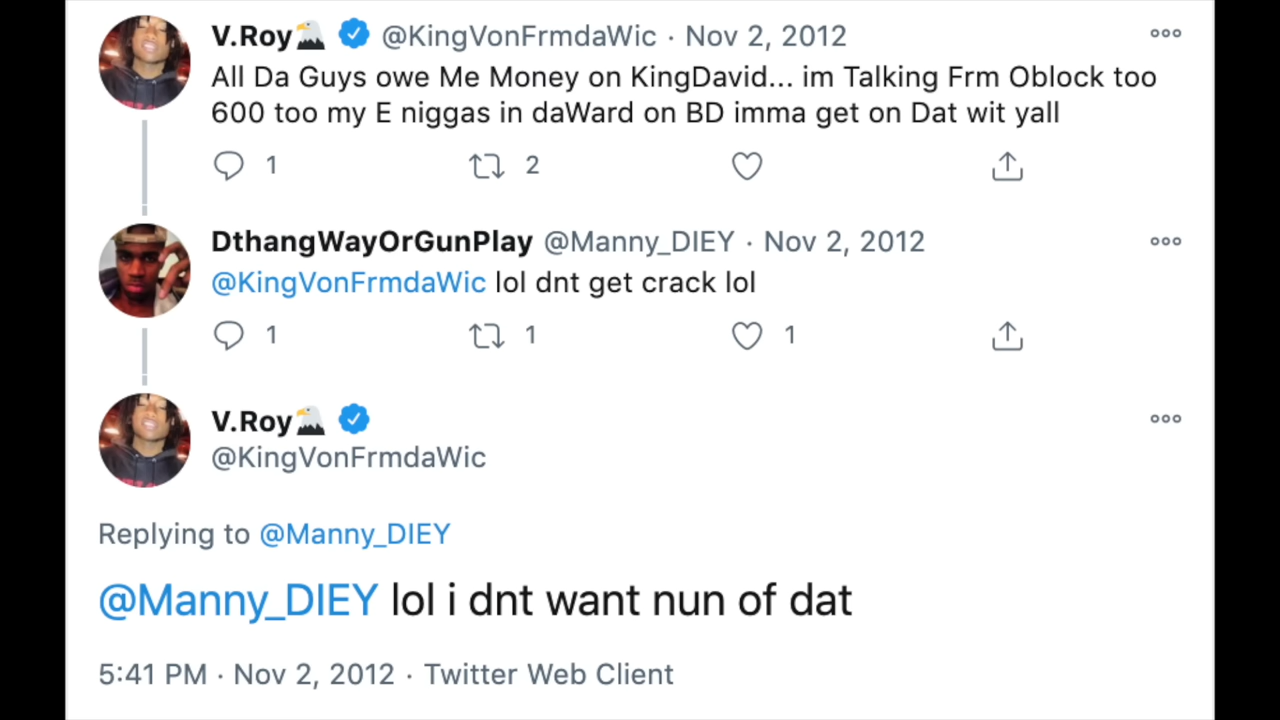 V.Roy🦅 @KingVonFrmdaWic · Nov 2, 2012
All Da Guys owe Me Money on KingDavid... im Talking Frm Oblock too
600 too my E niggas in daWard on BD imma get on Dat wit yall
1 2
DthangWayOrGunPlay @Manny_DIEY · Nov 2, 2012
@KingVonFrmdaWic lol dnt get crack lol
1 1 1
V.Roy🦅
@KingVonFrmdaWic
Replying to @Manny_DIEY
@Manny_DIEY lol i dnt want nun of dat
5:41 PM · Nov 2, 2012 · Twitter Web Client